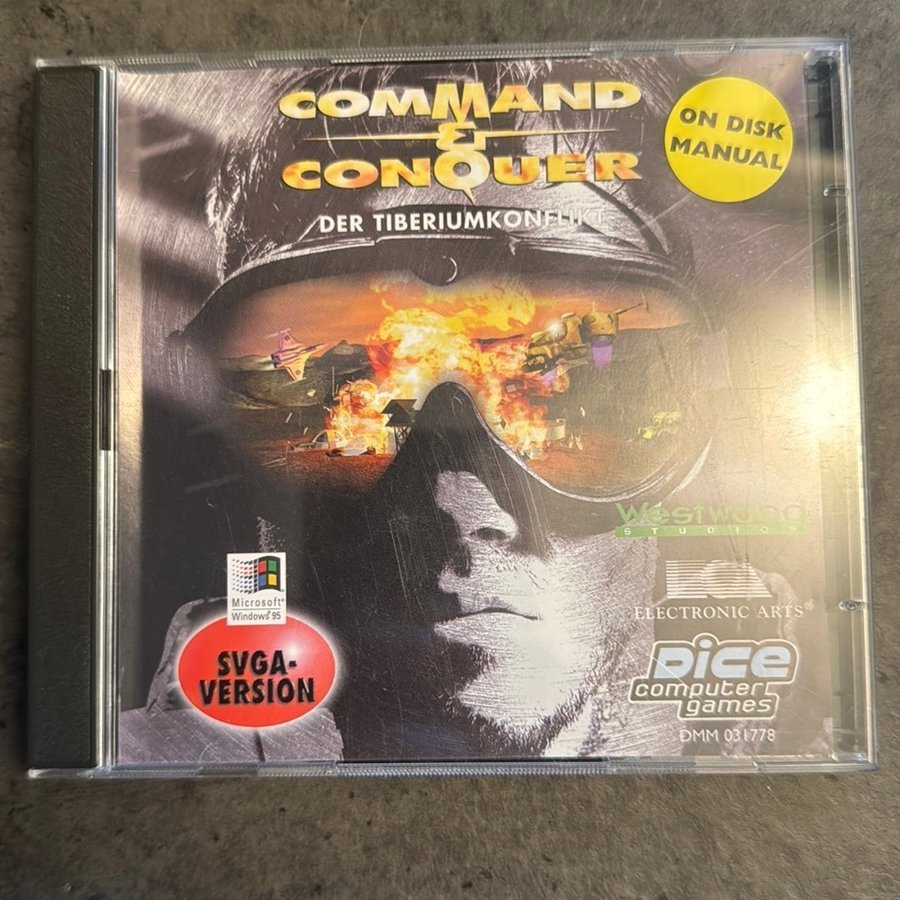 COMMAND
&
CONQUER
DER TIBERIUMKONFLIKT
ON DISK
MANUAL
Westwood
STUDIOS
ELECTRONIC ARTS®
Dice
computer
games
DMM 031778
Microsoft®
Windows®95
SVGA-
VERSION